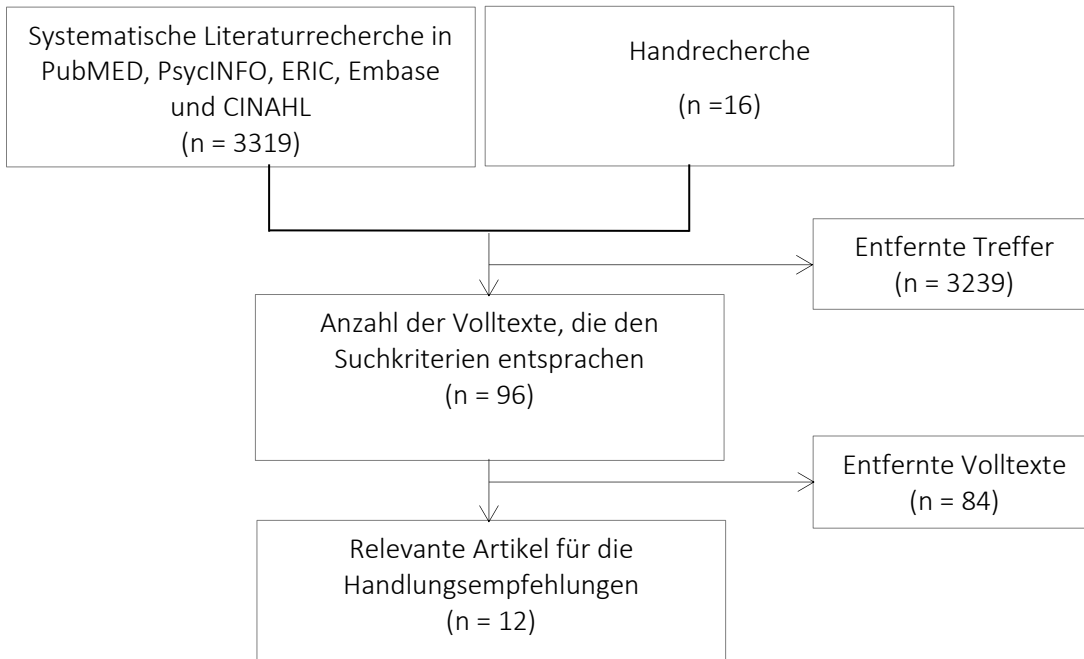 Systematische Literaturrecherche in
PubMED, PsycINFO, ERIC, Embase
und CINAHL
(n = 3319)
Handrecherche
(n =16)
Entfernte Treffer
(n = 3239)
Anzahl der Volltexte, die den
Suchkriterien entsprachen
(n = 96)
Entfernte Volltexte
(n = 84)
Relevante Artikel für die
Handlungsempfehlungen
(n = 12)